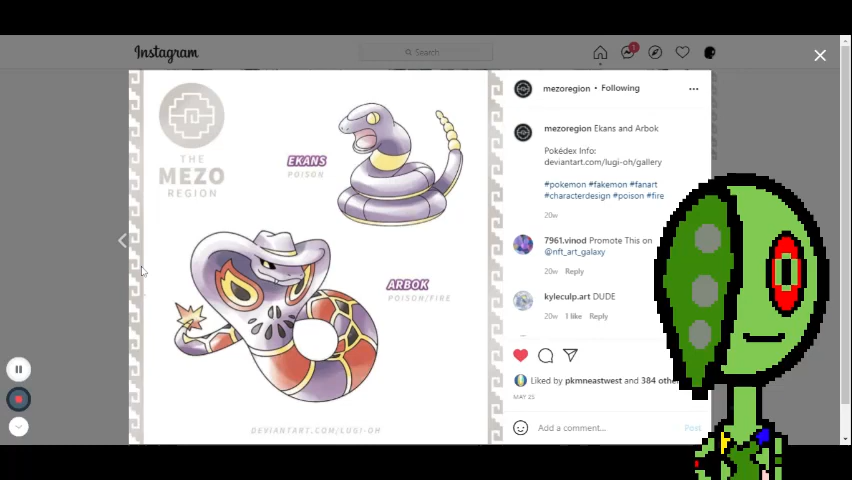 Instagram
Search
1
mezoregion • Following
THE
MEZO
REGION
EKANS
POISON
ARBOK
POISON/FIRE
DEVIANTART.COM/LUGI-OH
mezoregion Ekans and Arbok
Pokédex Info:
deviantart.com/lugi-oh/gallery
#pokemon #fakemon #fanart
#characterdesign #poison #fire
20w
7961.vinod Promote This on
@nft_art_galaxy
20w Reply
kyleculp.art DUDE
20w 1 like Reply
Liked by pkmneastwest and 384 othe
MAY 25
Add a comment...
Post